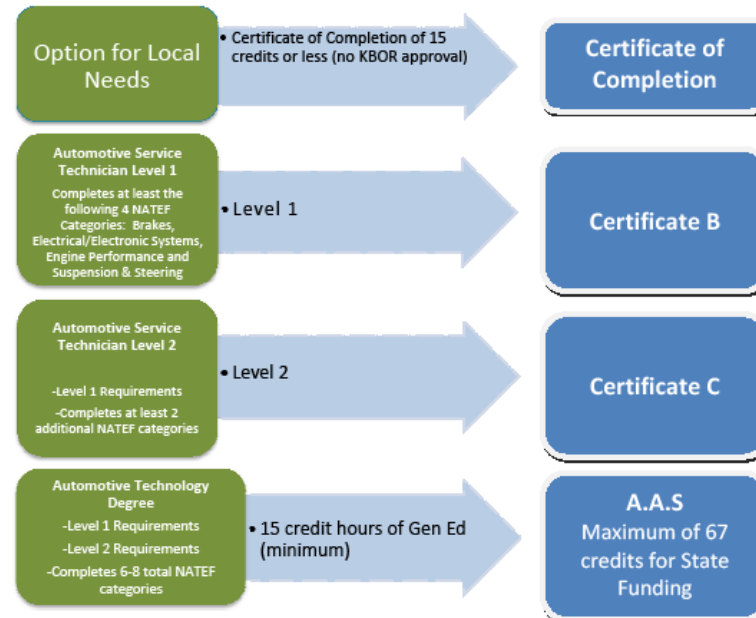 Option for Local
Needs
• Certificate of Completion of 15
credits or less (no KBOR approval)
Certificate of
Completion
Automotive Service
Technician Level 1
Completes at least the
following 4 NATEF
Categories: Brakes,
Electrical/Electronic Systems,
Engine Performance and
Suspension & Steering
• Level 1
Certificate B
Automotive Service
Technician Level 2
-Level 1 Requirements
-Completes at least 2
additional NATEF categories
• Level 2
Certificate C
Automotive Technology
Degree
-Level 1 Requirements
-Level 2 Requirements
-Completes 6-8 total NATEF
categories
• 15 credit hours of Gen Ed
(minimum)
A.A.S
Maximum of 67
credits for State
Funding